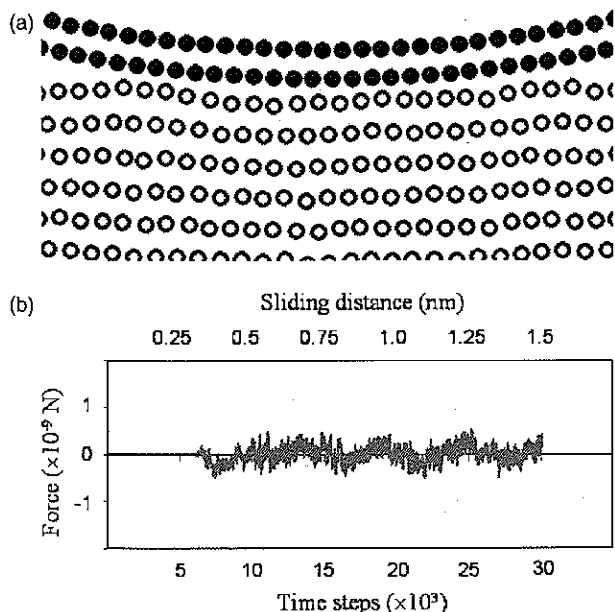 (a)
(b)
Sliding distance (nm)
0.25 0.5 0.75 1.0 1.25 1.5
Force (×10⁻⁹ N)
1
0
-1
5 10 15 20 25 30
Time steps (×10³)